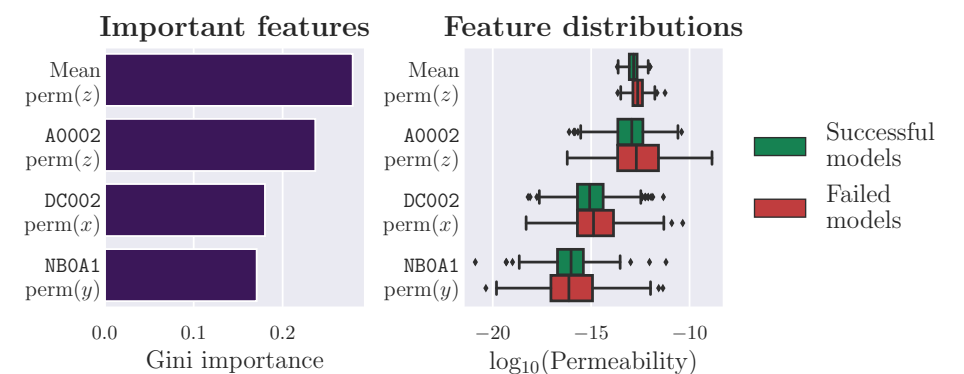 Important features
Mean
perm(z)
A0002
perm(z)
DC002
perm(x)
NB0A1
perm(y)
0.0 0.1 0.2
Gini importance
Feature distributions
Mean
perm(z)
A0002
perm(z)
DC002
perm(x)
NB0A1
perm(y)
−20 −15 −10
log₁₀(Permeability)
Successful
models
Failed
models